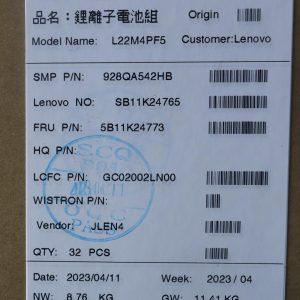 品名：鋰離子電池組 Origin
Model Name: L22M4PF5 Customer:Lenovo
SMP P/N: 928QA542HB
Lenovo NO: SB11K24765
FRU P/N: 5B11K24773
HQ P/N:
S.C.Q
LCFC P/N: GC02002LN00
WISTRON P/N:
O.Q.C
PASS
Vendor: JLEN4
QTY: 32 PCS
Date: 2023/04/11 Week: 2023 / 04
NW: 8.76 KG GW: 11.41 KG